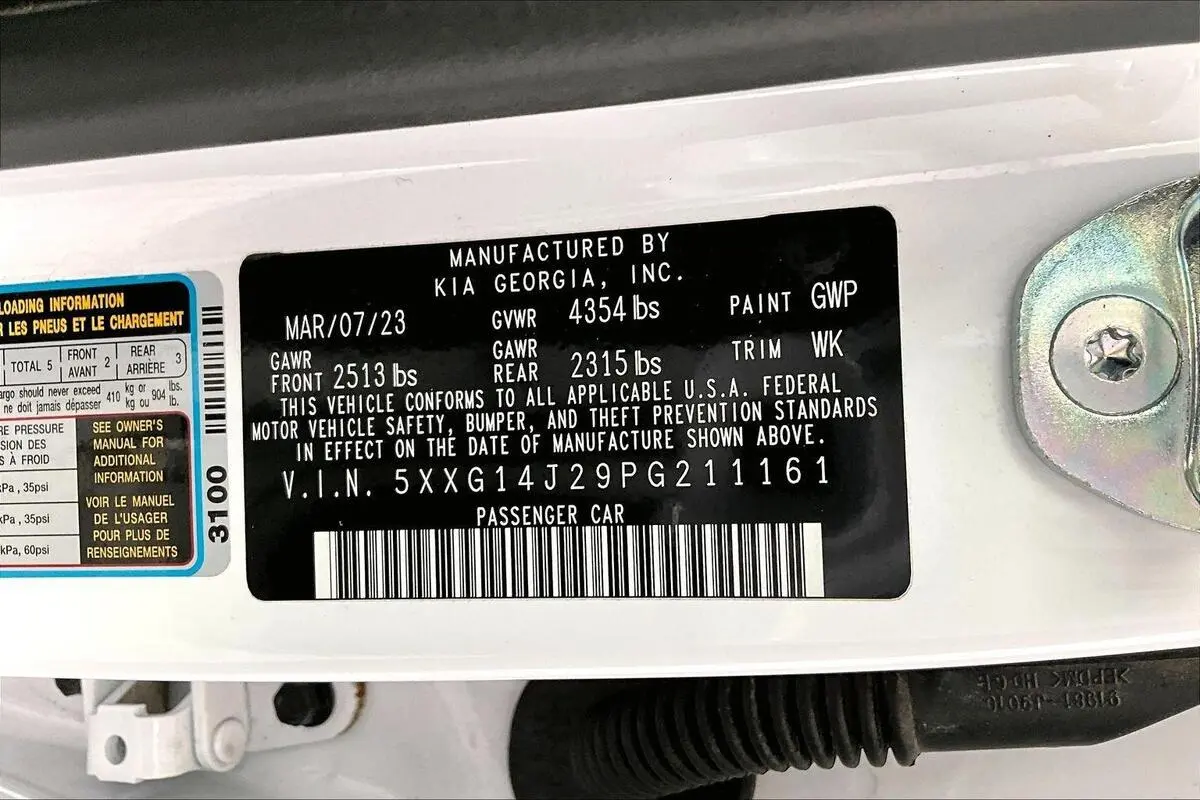 LOADING INFORMATION
R LES PNEUS ET LE CHARGEMENT
TOTAL 5 FRONT AVANT 2 REAR ARRIÈRE 3
argo should never exceed 410 kg or 904 lbs.
ne doit jamais dépasser kg ou lb.
RE PRESSURE
SION DES
S À FROID
kPa, 35psi
kPa, 35psi
kPa, 60psi
SEE OWNER'S
MANUAL FOR
ADDITIONAL
INFORMATION
VOIR LE MANUEL
DE L'USAGER
POUR PLUS DE
RENSEIGNEMENTS
3100
MANUFACTURED BY
KIA GEORGIA, INC.
MAR/07/23 GVWR 4354 lbs PAINT GWP
GAWR FRONT 2513 lbs GAWR REAR 2315 lbs TRIM WK
THIS VEHICLE CONFORMS TO ALL APPLICABLE U.S.A. FEDERAL
MOTOR VEHICLE SAFETY, BUMPER, AND THEFT PREVENTION STANDARDS
IN EFFECT ON THE DATE OF MANUFACTURE SHOWN ABOVE.
V.I.N. 5XXG14J29PG211161
PASSENGER CAR